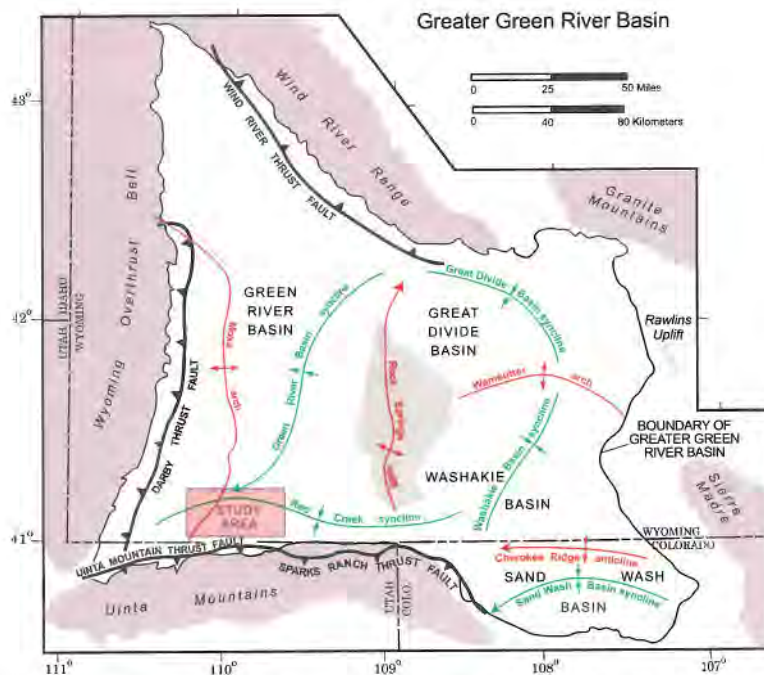 Greater Green River Basin
0 25 50 Miles
0 40 80 Kilometers
43°
42°
41°
Wind River Range
WIND RIVER THRUST FAULT
Granite
Mountains
Wyoming Overthrust Belt
UTAH IDAHO
WYOMING
GREEN
RIVER
BASIN
Moxa arch
Green River Basin syncline
DARBY THRUST FAULT
Great Divide Basin syncline
GREAT
DIVIDE
BASIN
Rock Springs uplift
Rawlins
Uplift
Wamsutter arch
BOUNDARY OF
GREATER GREEN
RIVER BASIN
WASHAKIE
BASIN
Washakie Basin syncline
Sierre
Madre
STUDY
AREA
Red Creek syncline
WYOMING
COLORADO
UINTA MOUNTAIN THRUST FAULT
SPARKS RANCH THRUST FAULT
Uinta Mountains
UTAH
COLO.
Cherokee Ridge anticline
SAND WASH
BASIN
Sand Wash Basin syncline
111° 110° 109° 108° 107°